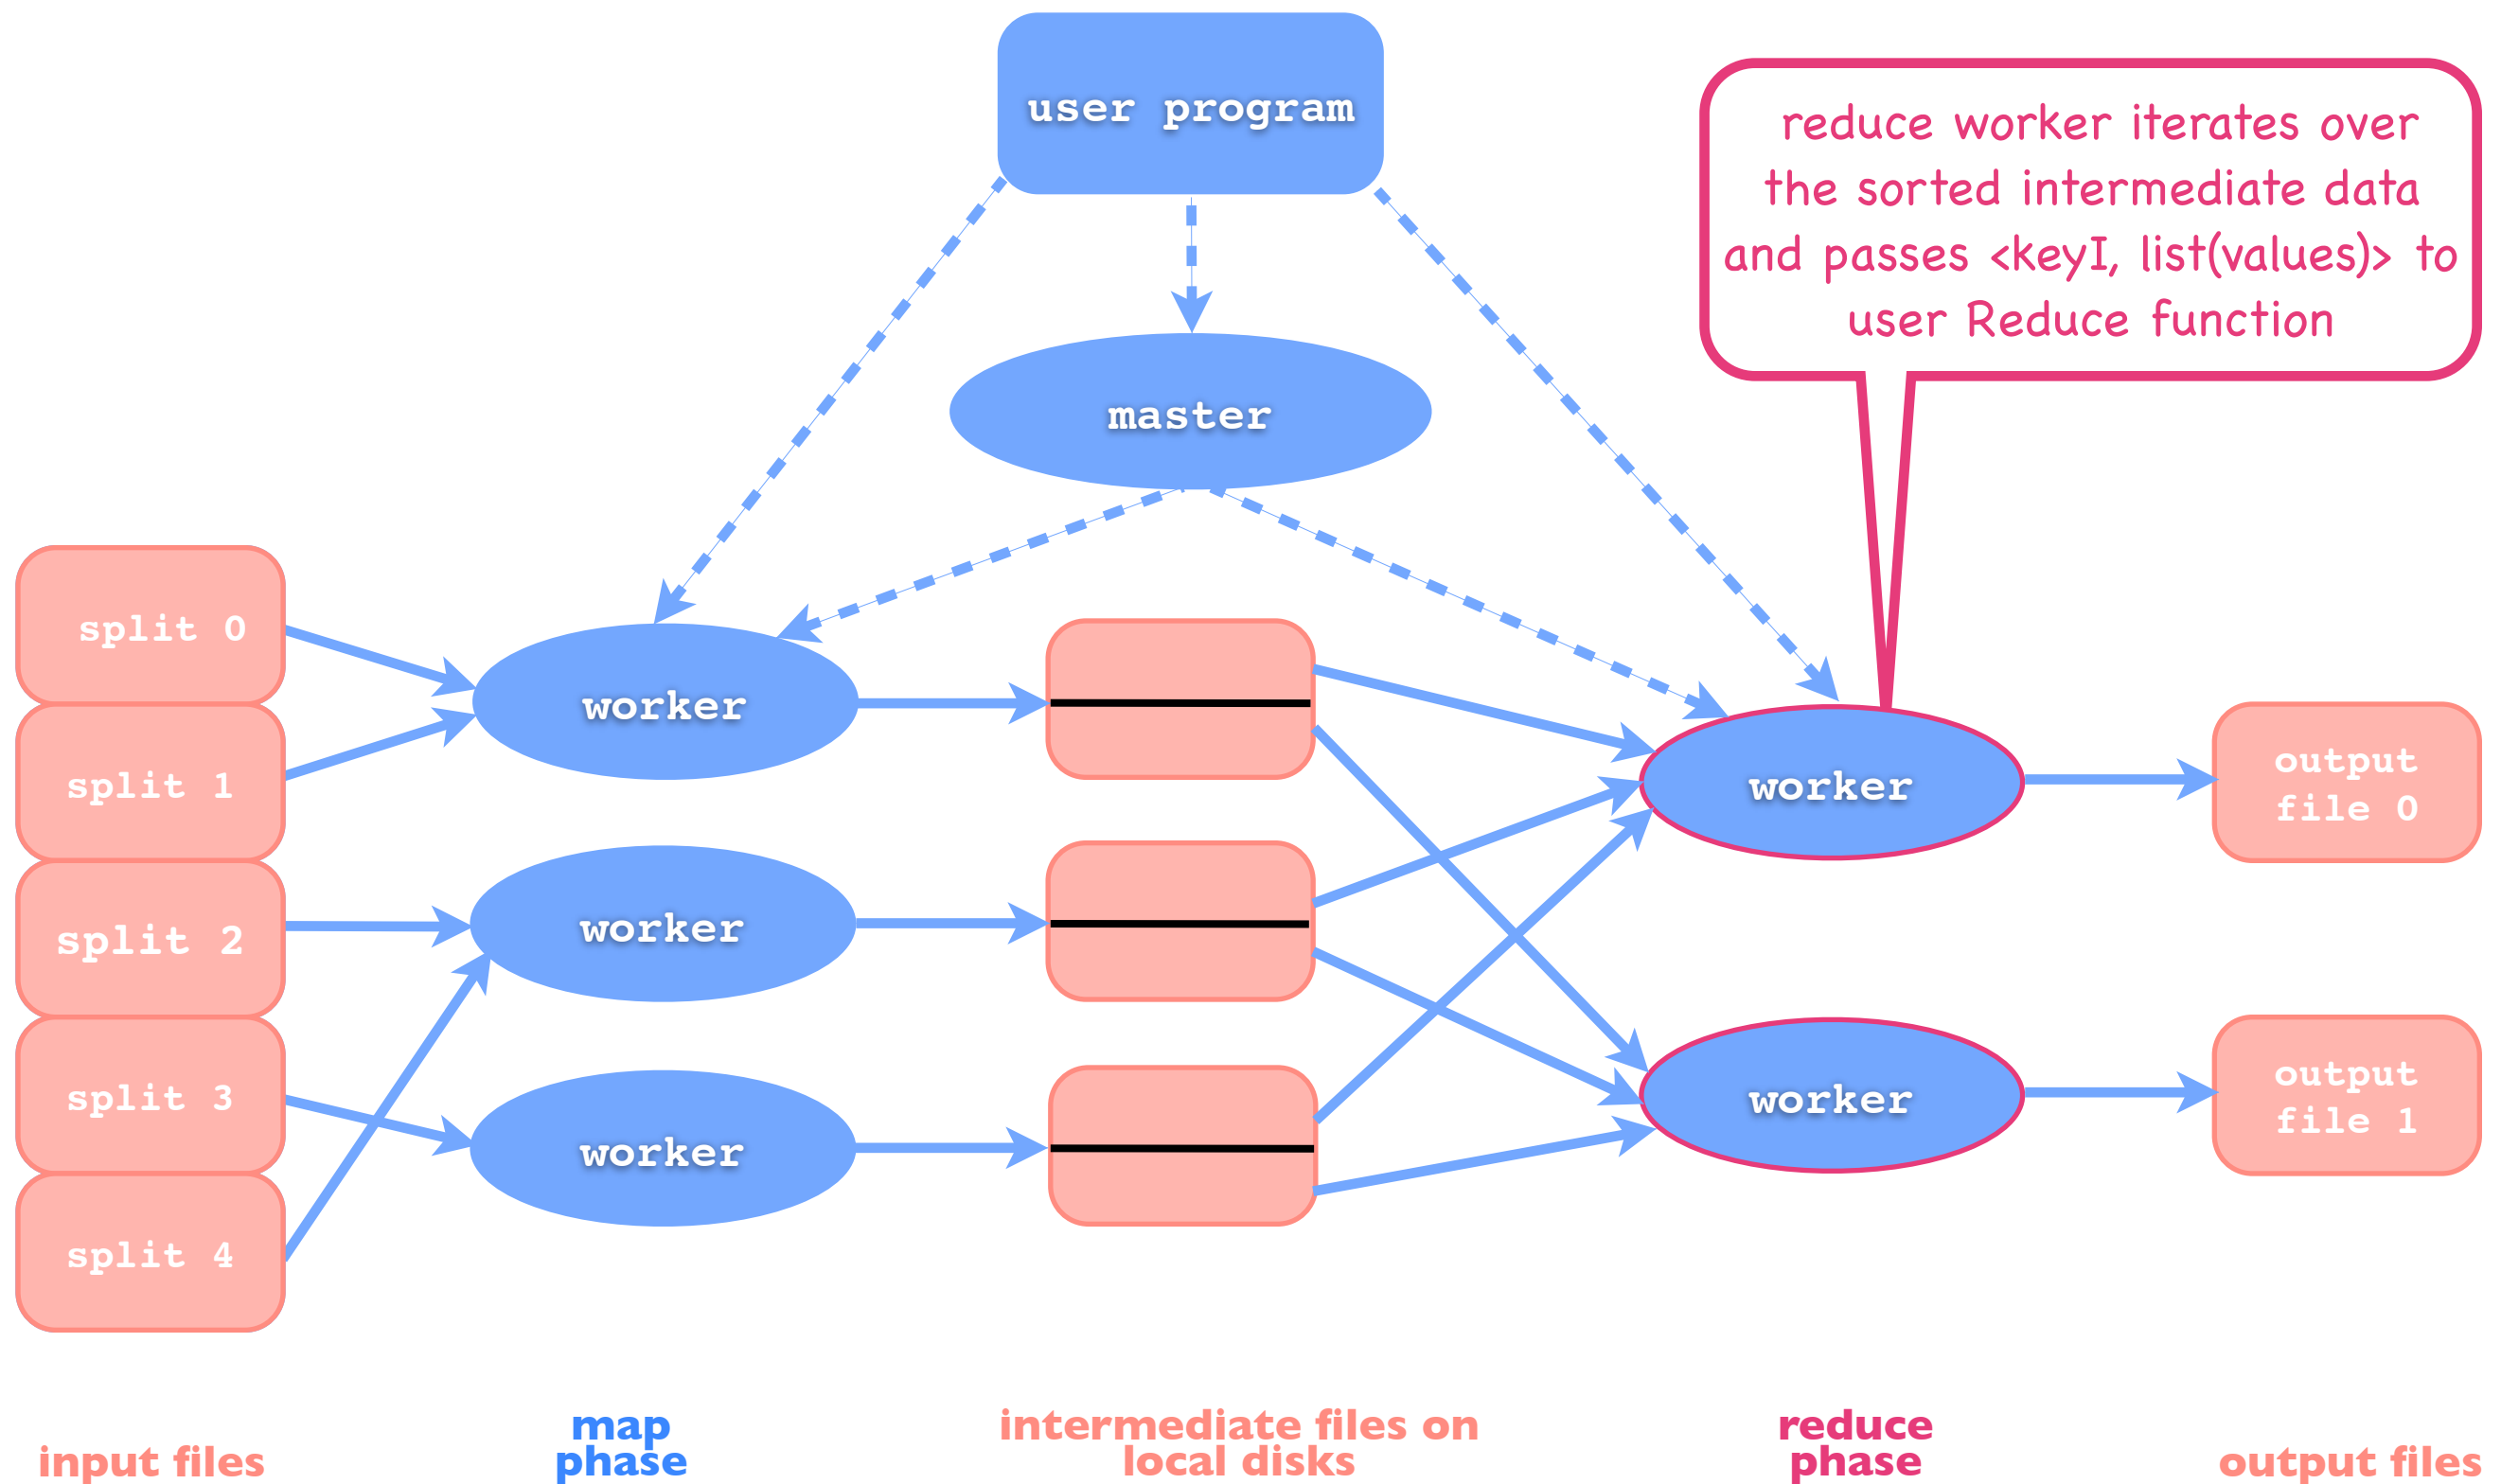 user program
reduce worker iterates over
the sorted intermediate data
and passes <keyI, list(values)> to
user Reduce function
master
split 0
split 1
split 2
split 3
split 4
worker
worker
worker
worker
worker
output
file 0
output
file 1
input files
map
phase
intermediate files on
local disks
reduce
phase
output files